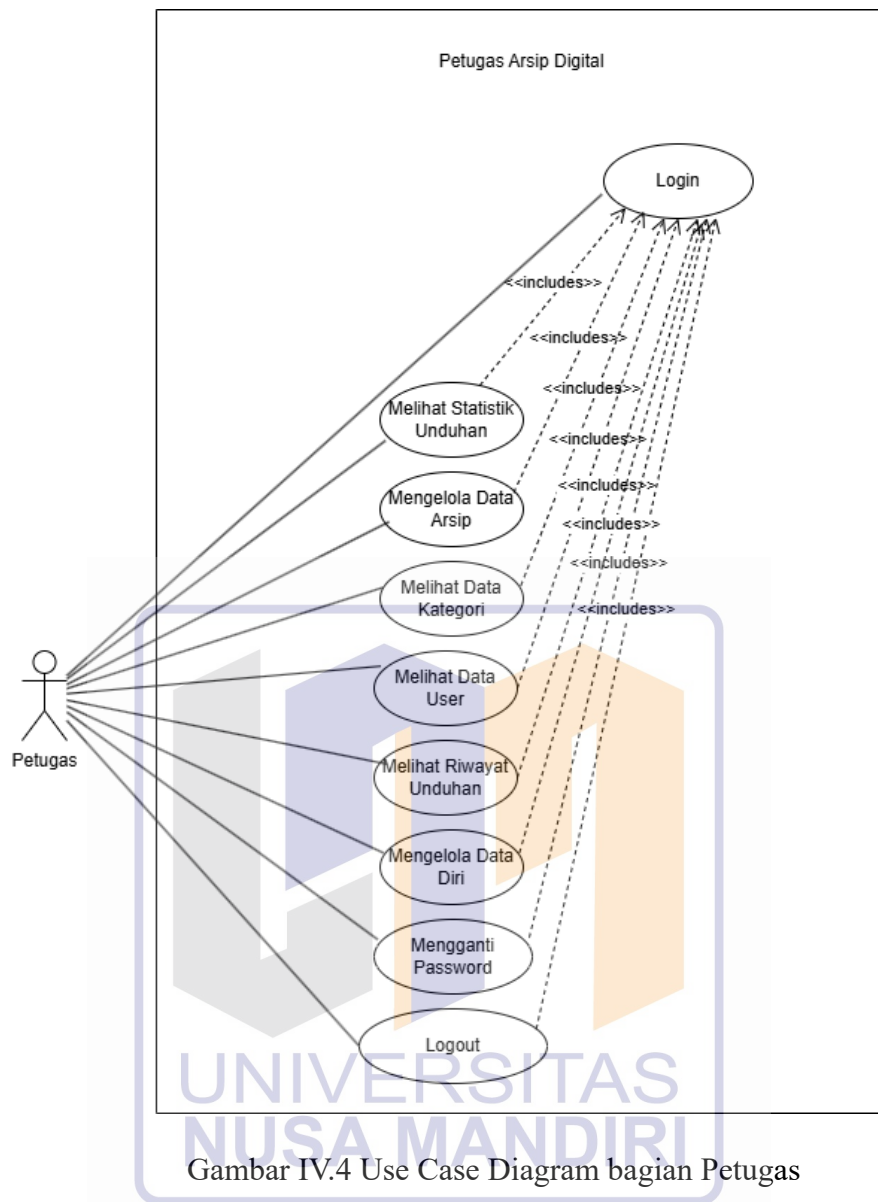 Petugas Arsip Digital
Login
<<includes>>
<<includes>>
<<includes>>
<<includes>>
<<includes>>
<<includes>>
<<includes>>
<<includes>>
Melihat Statistik
Unduhan
Mengelola Data
Arsip
Melihat Data
Kategori
Melihat Data
User
Petugas
Melihat Riwayat
Unduhan
Mengelola Data
Diri
Mengganti
Password
Logout
UNIVERSITAS
NUSA MANDIRI
Gambar IV.4 Use Case Diagram bagian Petugas